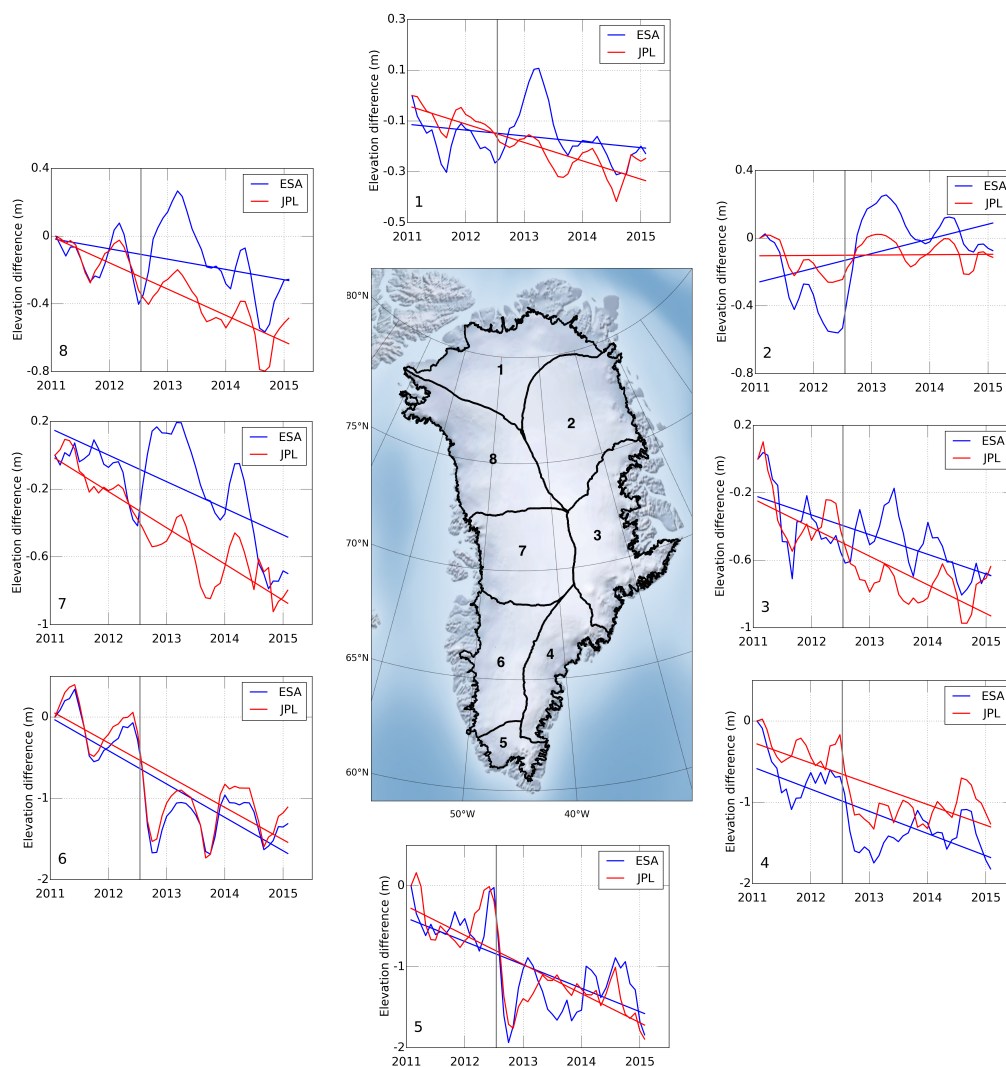 0.3
0.1
-0.1
-0.3
-0.5
Elevation difference (m)
ESA
JPL
1
2011 2012 2013 2014 2015
0.4
0
-0.4
-0.8
Elevation difference (m)
ESA
JPL
8
2011 2012 2013 2014 2015
0.4
0
-0.4
-0.8
Elevation difference (m)
ESA
JPL
2
2011 2012 2013 2014 2015
80°N
75°N
70°N
65°N
60°N
50°W 40°W
1
2
8
3
7
6
4
5
0.2
-0.2
-0.6
-1
Elevation difference (m)
ESA
JPL
7
2011 2012 2013 2014 2015
0.2
-0.2
-0.6
-1
Elevation difference (m)
ESA
JPL
3
2011 2012 2013 2014 2015
0
-1
-2
Elevation difference (m)
ESA
JPL
6
2011 2012 2013 2014 2015
0
-1
-2
Elevation difference (m)
ESA
JPL
4
2011 2012 2013 2014 2015
0
-1
-2
Elevation difference (m)
ESA
JPL
5
2011 2012 2013 2014 2015